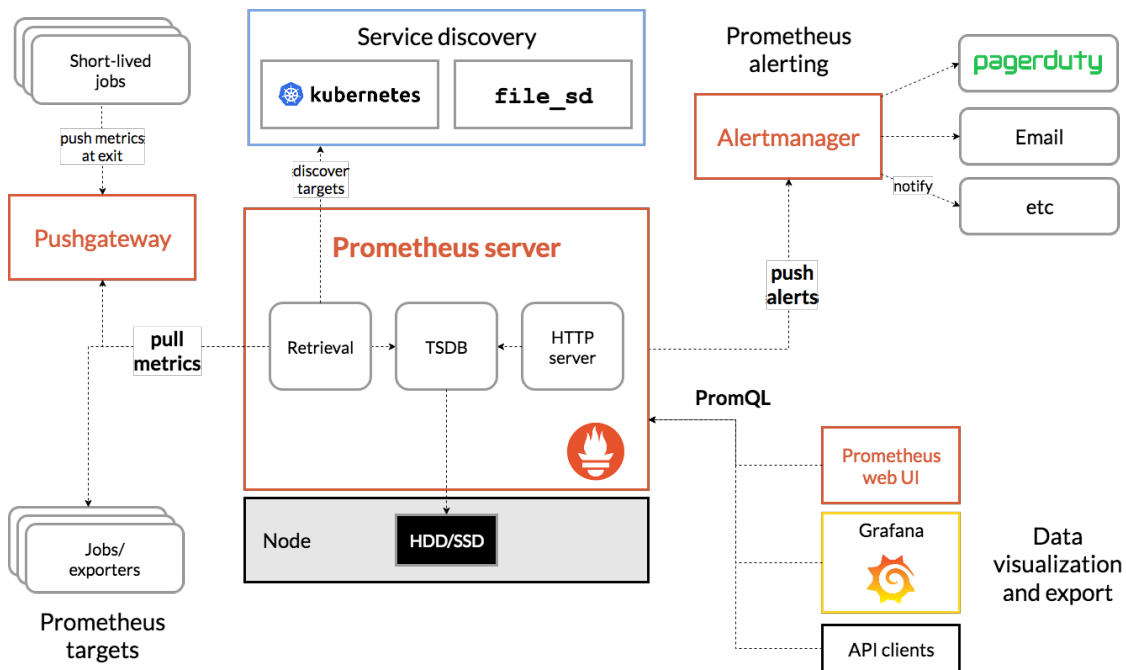 Short-lived
jobs
push metrics
at exit
Pushgateway
pull
metrics
Jobs/
exporters
Prometheus
targets
Service discovery
kubernetes
file_sd
discover
targets
Prometheus server
Retrieval
TSDB
HTTP
server
Node
HDD/SSD
Prometheus
alerting
Alertmanager
pagerduty
Email
notify
etc
push
alerts
PromQL
Prometheus
web UI
Grafana
API clients
Data
visualization
and export